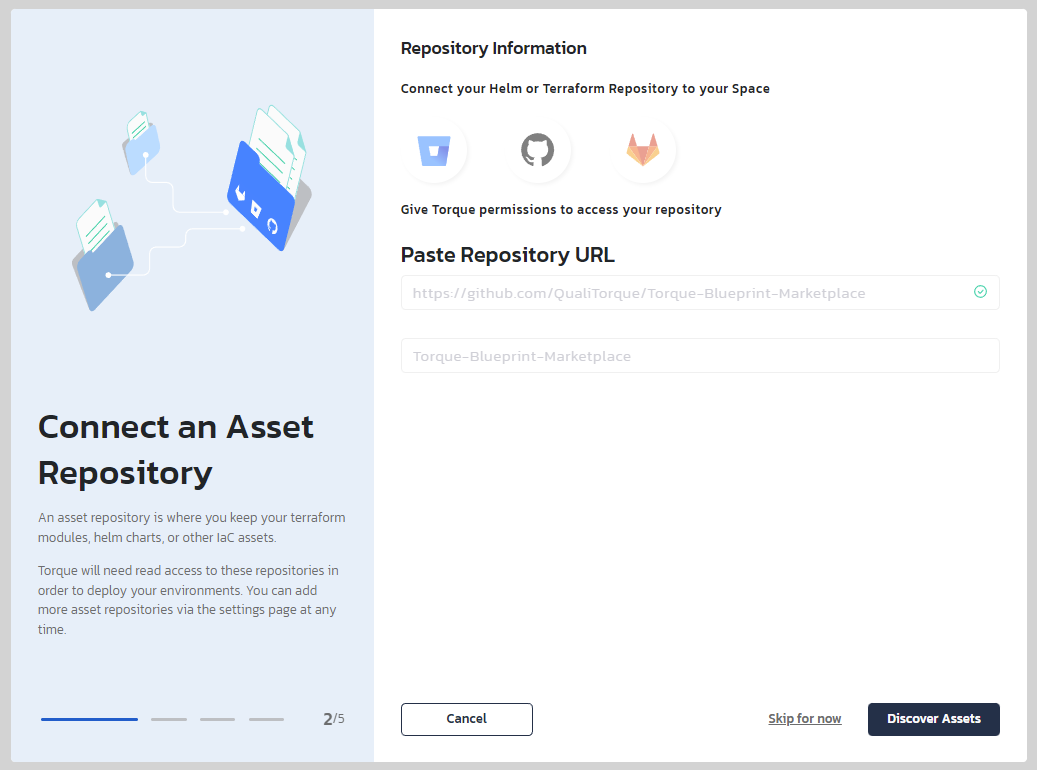 Connect an Asset
Repository
An asset repository is where you keep your terraform
modules, helm charts, or other IaC assets.
Torque will need read access to these repositories in
order to deploy your environments. You can add
more asset repositories via the settings page at any
time.
2/5
Repository Information
Connect your Helm or Terraform Repository to your Space
Give Torque permissions to access your repository
Paste Repository URL
https://github.com/QualiTorque/Torque-Blueprint-Marketplace
Torque-Blueprint-Marketplace
Cancel
Skip for now
Discover Assets